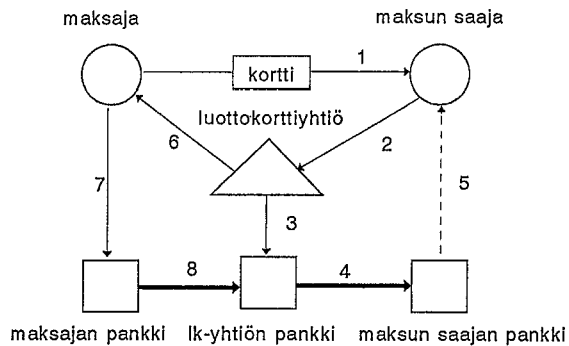 maksaja
maksun saaja
kortti
1
luottokorttiyhtiö
6
2
7
3
5
8
4
maksajan pankki
lk-yhtiön pankki
maksun saajan pankki